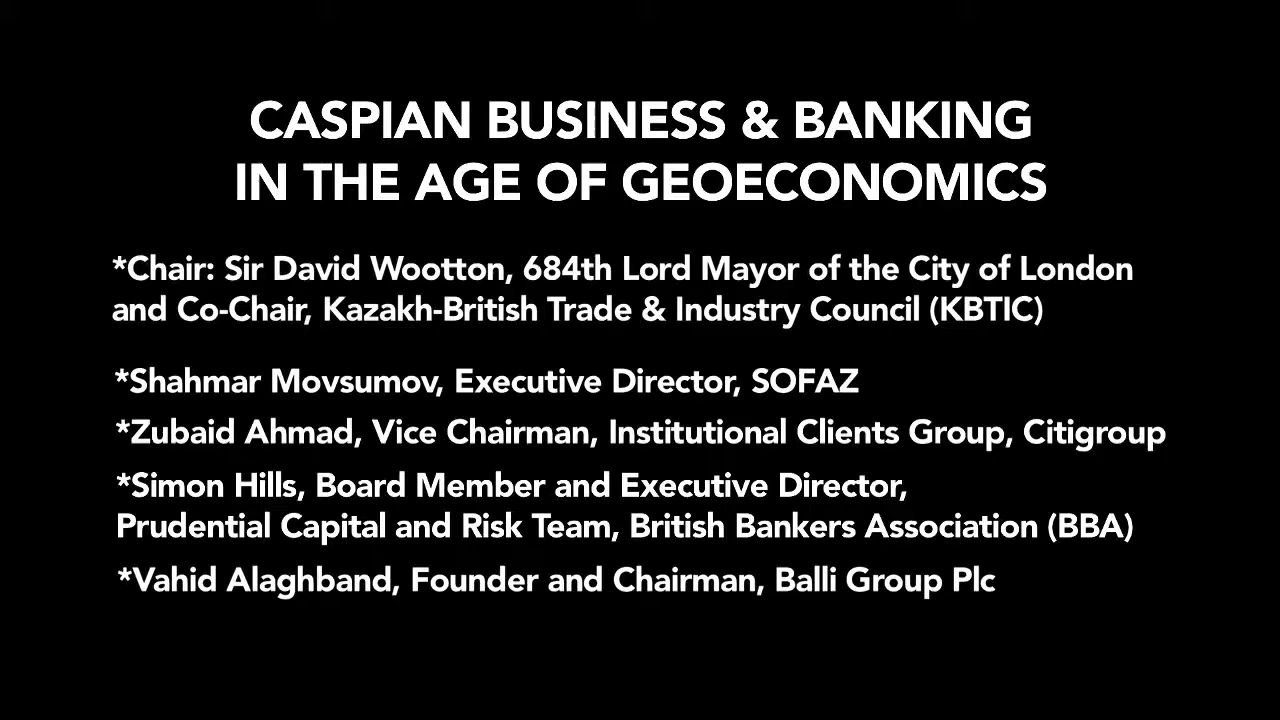 CASPIAN BUSINESS & BANKING
IN THE AGE OF GEOECONOMICS
*Chair: Sir David Wootton, 684th Lord Mayor of the City of London
and Co-Chair, Kazakh-British Trade & Industry Council (KBTIC)
*Shahmar Movsumov, Executive Director, SOFAZ
*Zubaid Ahmad, Vice Chairman, Institutional Clients Group, Citigroup
*Simon Hills, Board Member and Executive Director,
Prudential Capital and Risk Team, British Bankers Association (BBA)
*Vahid Alaghband, Founder and Chairman, Balli Group Plc